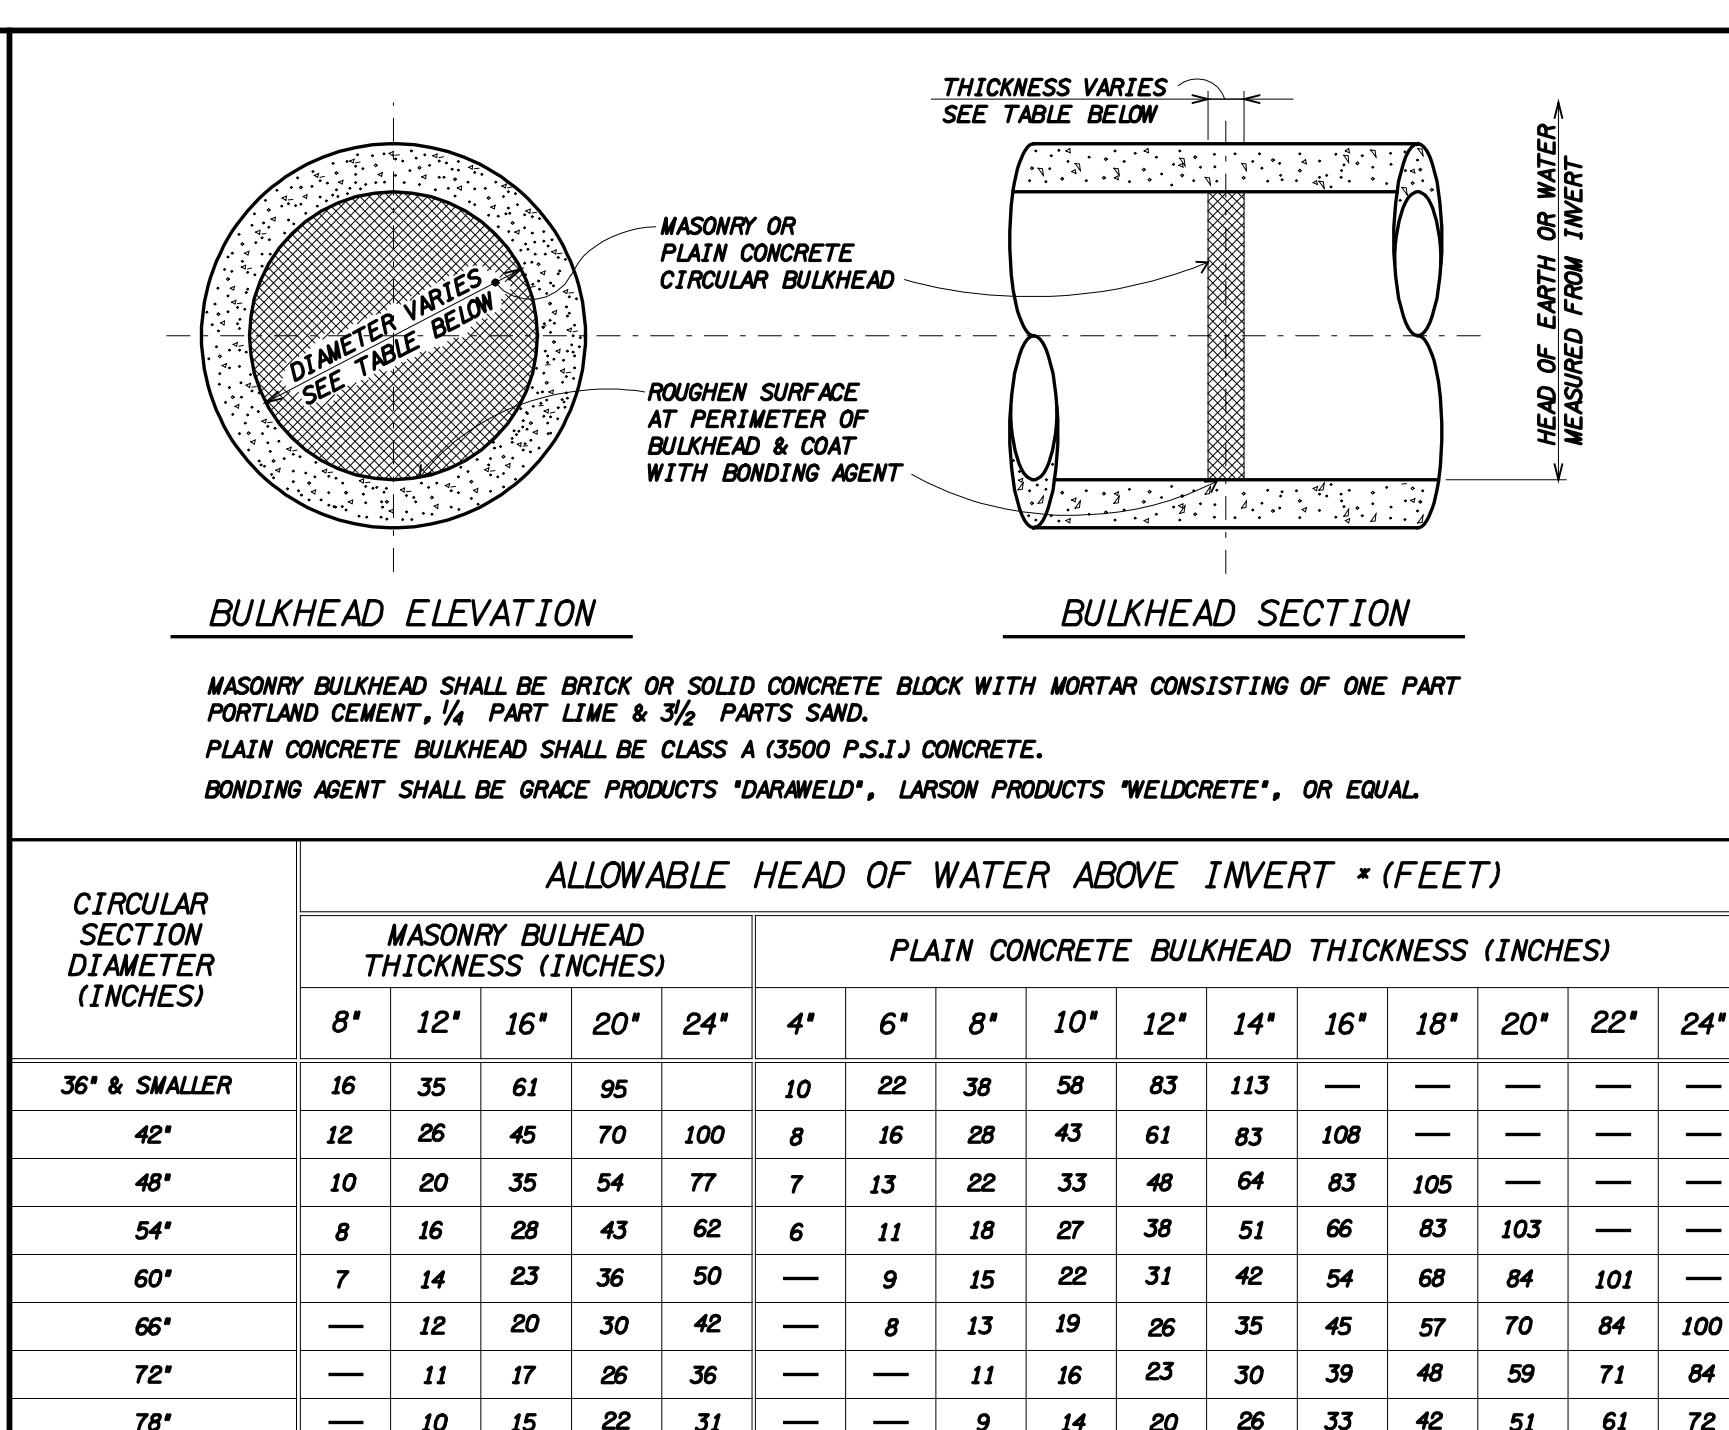 THICKNESS VARIES
SEE TABLE BELOW
MASONRY OR
PLAIN CONCRETE
CIRCULAR BULKHEAD
DIAMETER VARIES
SEE TABLE BELOW
ROUGHEN SURFACE
AT PERIMETER OF
BULKHEAD & COAT
WITH BONDING AGENT
HEAD OF EARTH OR WATER
MEASURED FROM INVERT
BULKHEAD ELEVATION
BULKHEAD SECTION
MASONRY BULKHEAD SHALL BE BRICK OR SOLID CONCRETE BLOCK WITH MORTAR CONSISTING OF ONE PART
PORTLAND CEMENT, 1/4 PART LIME & 3 1/2 PARTS SAND.
PLAIN CONCRETE BULKHEAD SHALL BE CLASS A (3500 P.S.I.) CONCRETE.
BONDING AGENT SHALL BE GRACE PRODUCTS "DARAWELD", LARSON PRODUCTS "WELDCRETE", OR EQUAL.
CIRCULAR
SECTION
DIAMETER
(INCHES)
ALLOWABLE HEAD OF WATER ABOVE INVERT * (FEET)
MASONRY BULHEAD
THICKNESS (INCHES)
PLAIN CONCRETE BULKHEAD THICKNESS (INCHES)
8" 12" 16" 20" 24" 4" 6" 8" 10" 12" 14" 16" 18" 20" 22" 24"
36" & SMALLER 16 35 61 95 10 22 38 58 83 113 — — — — —
42" 12 26 45 70 100 8 16 28 43 61 83 108 — — — —
48" 10 20 35 54 77 7 13 22 33 48 64 83 105 — — —
54" 8 16 28 43 62 6 11 18 27 38 51 66 83 103 — —
60" 7 14 23 36 50 — 9 15 22 31 42 54 68 84 101 —
66" — 12 20 30 42 — 8 13 19 26 35 45 57 70 84 100
72" — 11 17 26 36 — — 11 16 23 30 39 48 59 71 84
78" — 10 15 22 31 — — 9 14 20 26 33 42 51 61 72